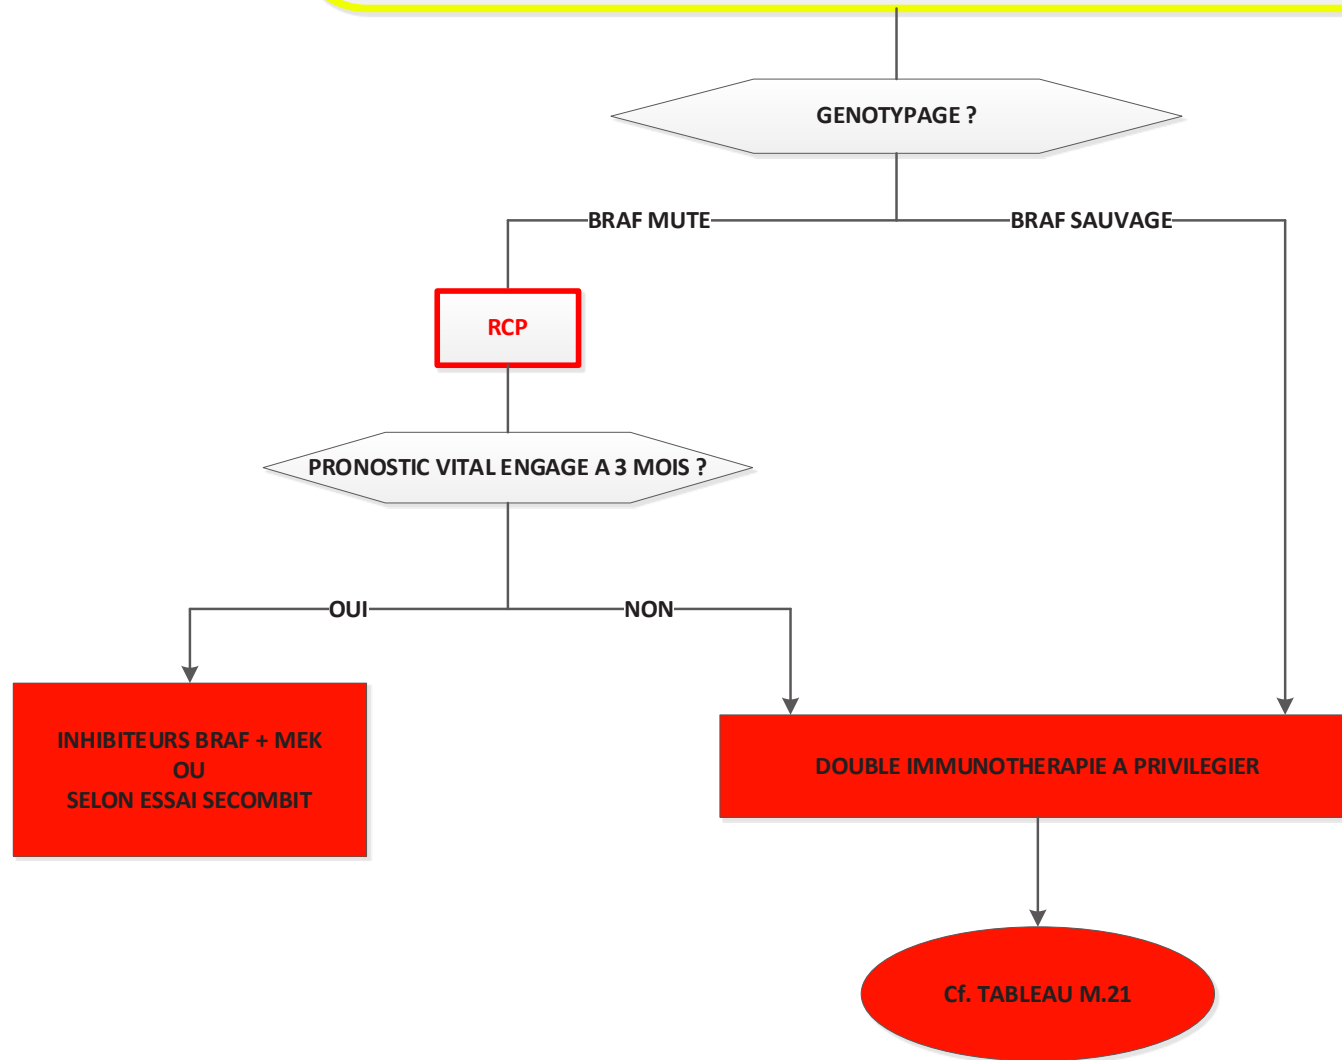 GENOTYPAGE ?
BRAF MUTE
BRAF SAUVAGE
RCP
PRONOSTIC VITAL ENGAGE A 3 MOIS ?
OUI
NON
INHIBITEURS BRAF + MEK
OU
SELON ESSAI SECOMBIT
DOUBLE IMMUNOTHERAPIE A PRIVILEGIER
Cf. TABLEAU M.21